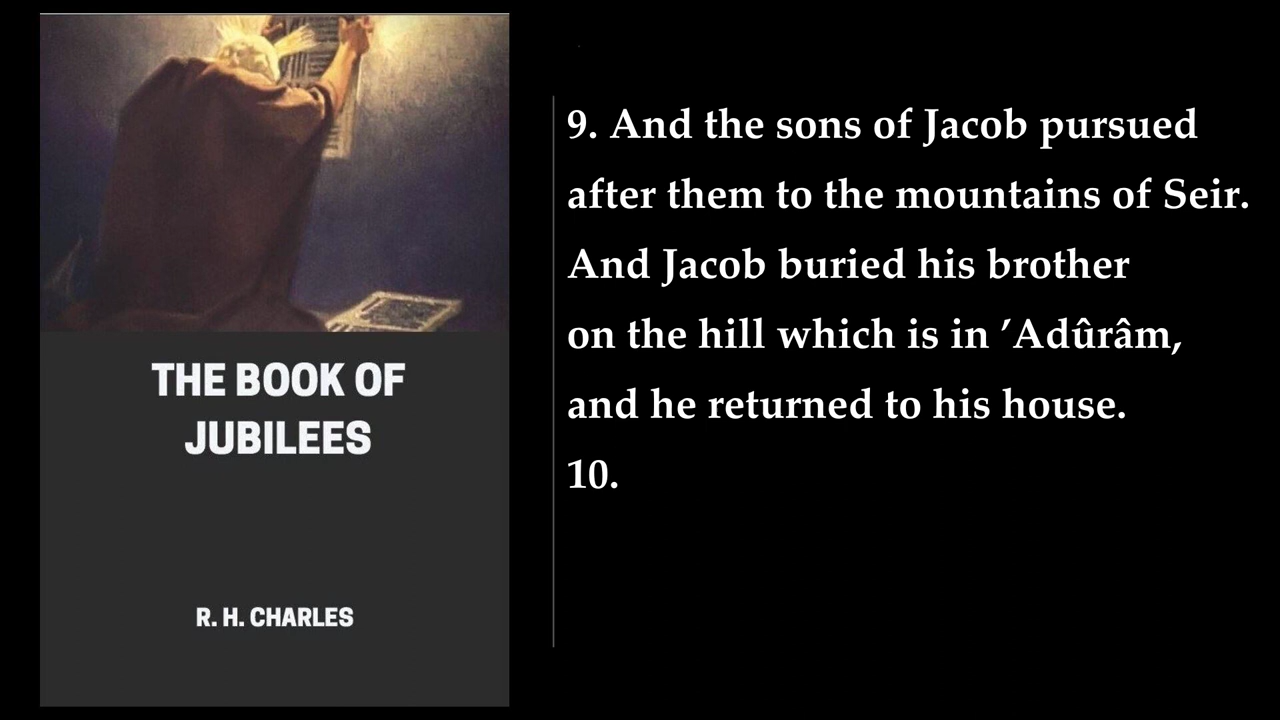 THE BOOK OF
JUBILEES
R. H. CHARLES
9. And the sons of Jacob pursued
after them to the mountains of Seir.
And Jacob buried his brother
on the hill which is in ’Adûrâm,
and he returned to his house.
10.